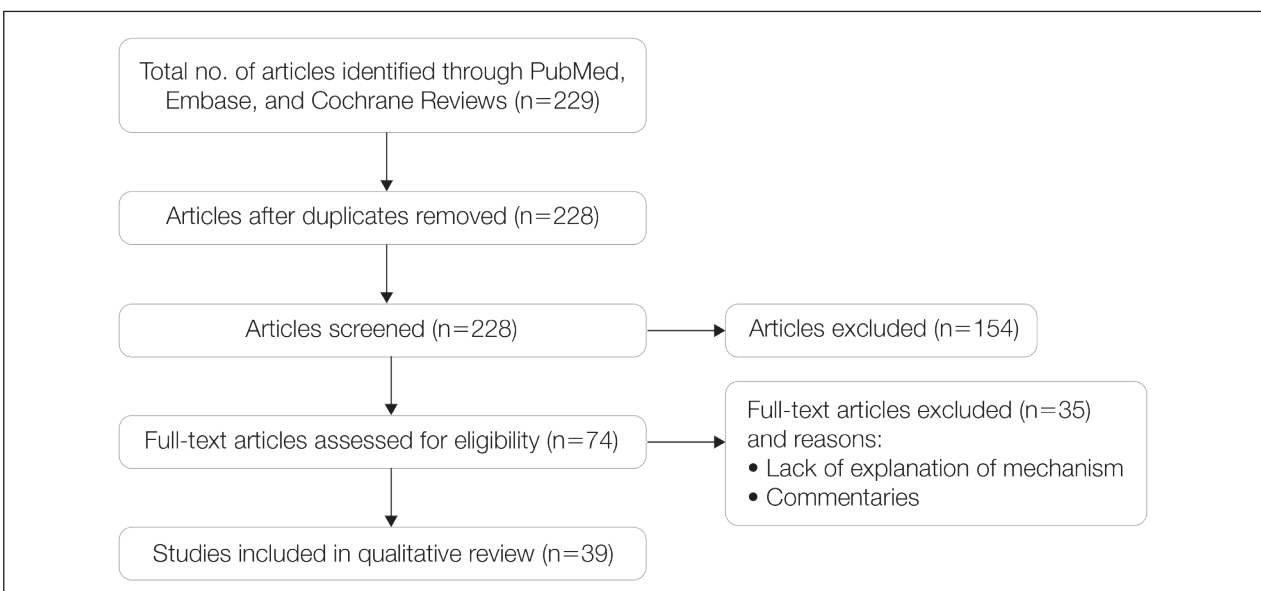 Total no. of articles identified through PubMed,
Embase, and Cochrane Reviews (n=229)
Articles after duplicates removed (n=228)
Articles screened (n=228)
Articles excluded (n=154)
Full-text articles assessed for eligibility (n=74)
Full-text articles excluded (n=35)
and reasons:
• Lack of explanation of mechanism
• Commentaries
Studies included in qualitative review (n=39)